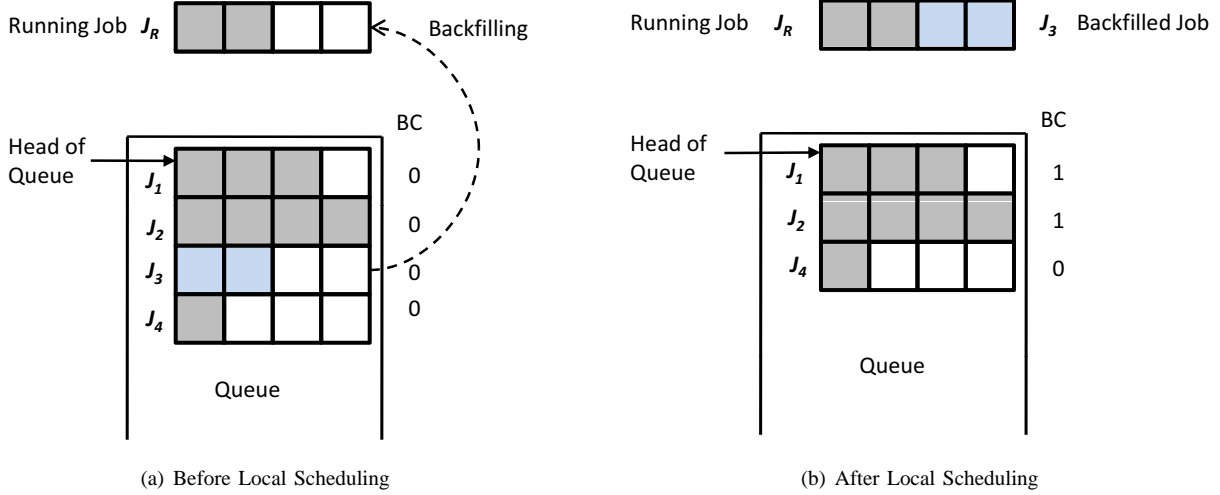 Running Job J_R
Backfilling
BC
Head of
Queue
J_1
0
J_2
0
J_3
0
J_4
0
Queue
(a) Before Local Scheduling
Running Job J_R
J_3 Backfilled Job
BC
Head of
Queue
J_1
1
J_2
1
J_4
0
Queue
(b) After Local Scheduling